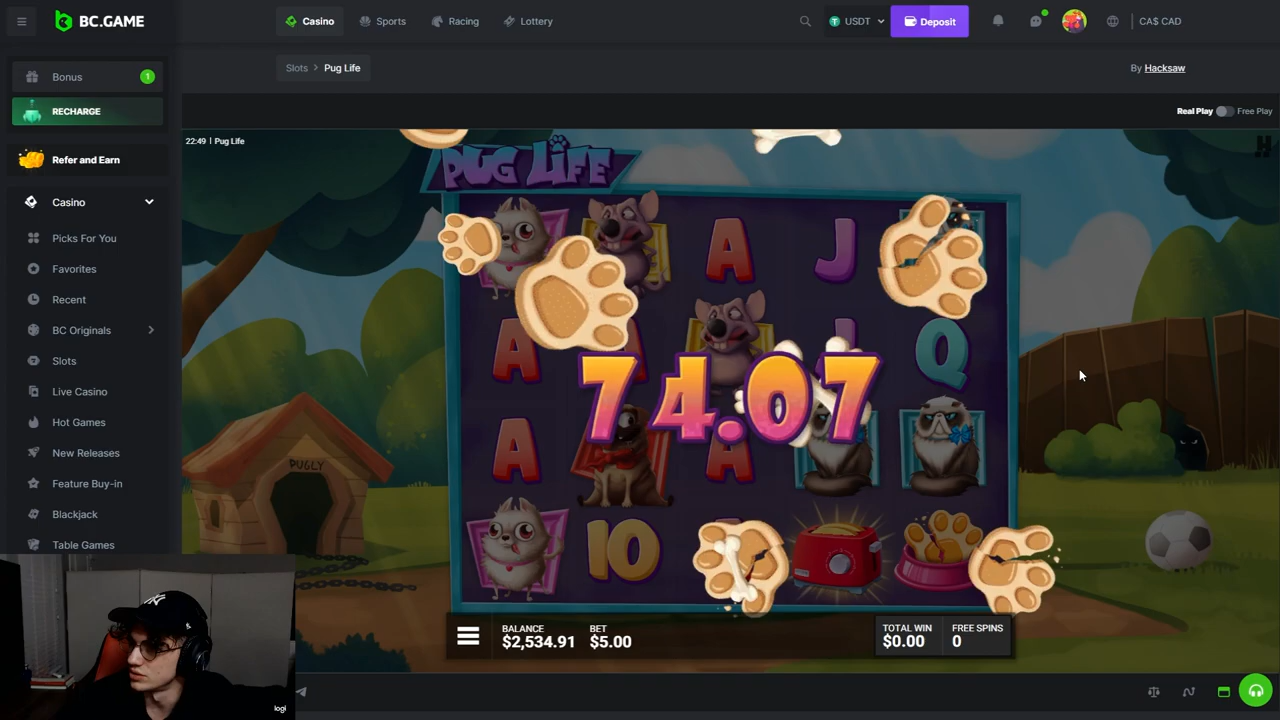 BC.GAME
Casino
Sports
Racing
Lottery
USDT
Deposit
CA$ CAD
Bonus
1
RECHARGE
Refer and Earn
Casino
Picks For You
Favorites
Recent
BC Originals
Slots
Live Casino
Hot Games
New Releases
Feature Buy-in
Blackjack
Table Games
Slots > Pug Life
By Hacksaw
Real Play
Free Play
22:49 | Pug Life
PUG LIFE
A
J
A
Q
74.07
A
A
10
PUGLY
BALANCE
$2,534.91
BET
$5.00
TOTAL WIN
$0.00
FREE SPINS
0
logi